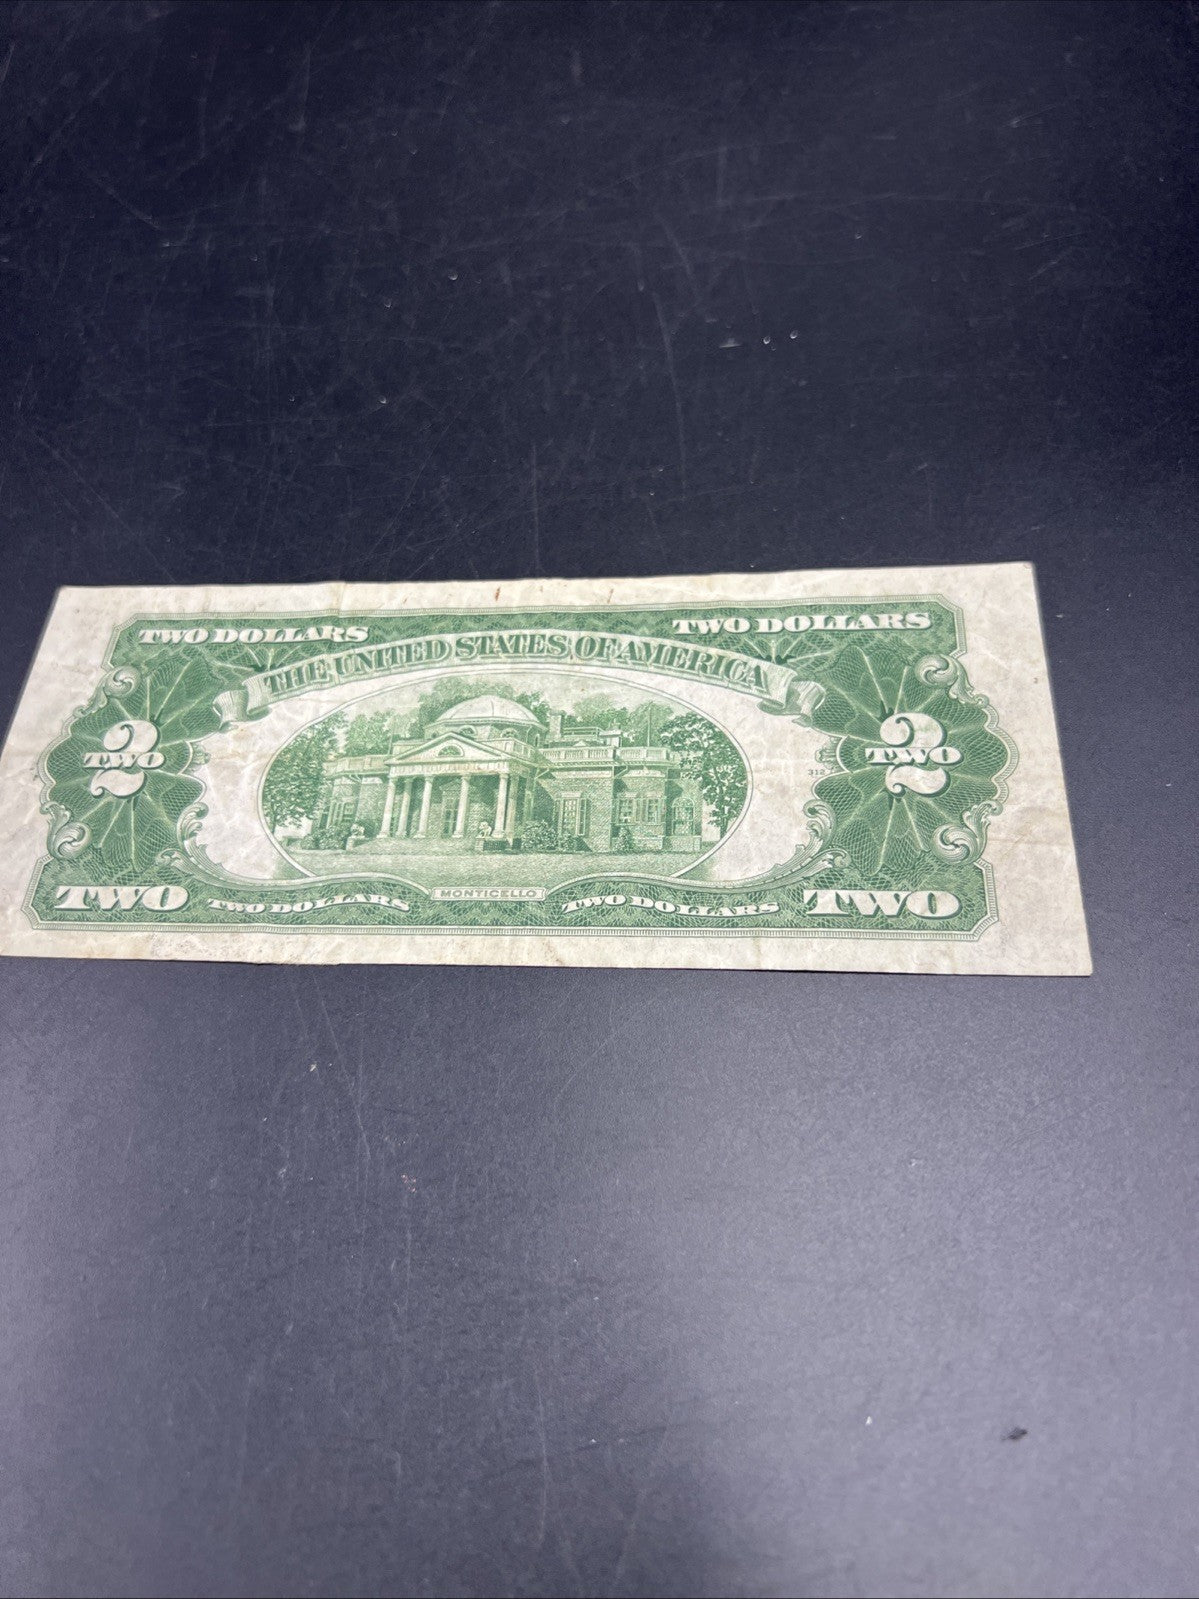 TWO DOLLARS TWO DOLLARS
THE UNITED STATES OF AMERICA
2 2
TWO TWO
312
MONTICELLO
TWO TWO DOLLARS TWO DOLLARS TWO